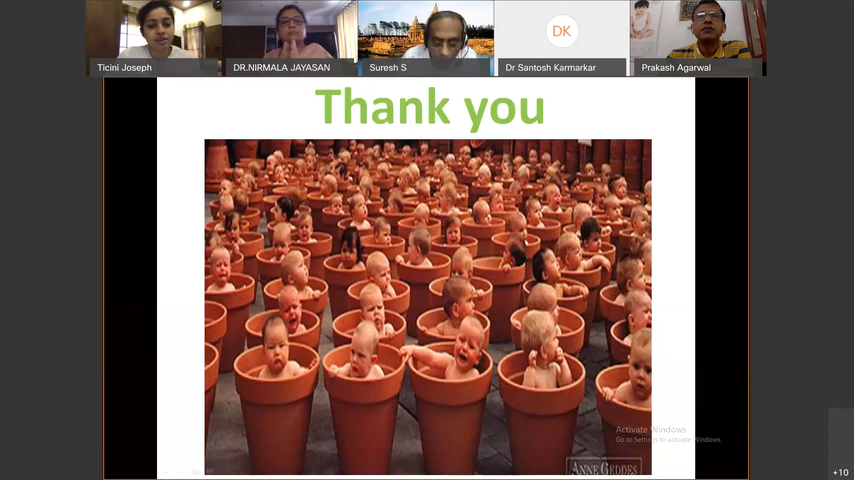 DK
Ticini Joseph
DR.NIRMALA JAYASAN
Suresh S
Dr Santosh Karmarkar
Prakash Agarwal
Thank you
Activate Windows
Go to Settings to activate Windows.
ANNE GEDDES
+10